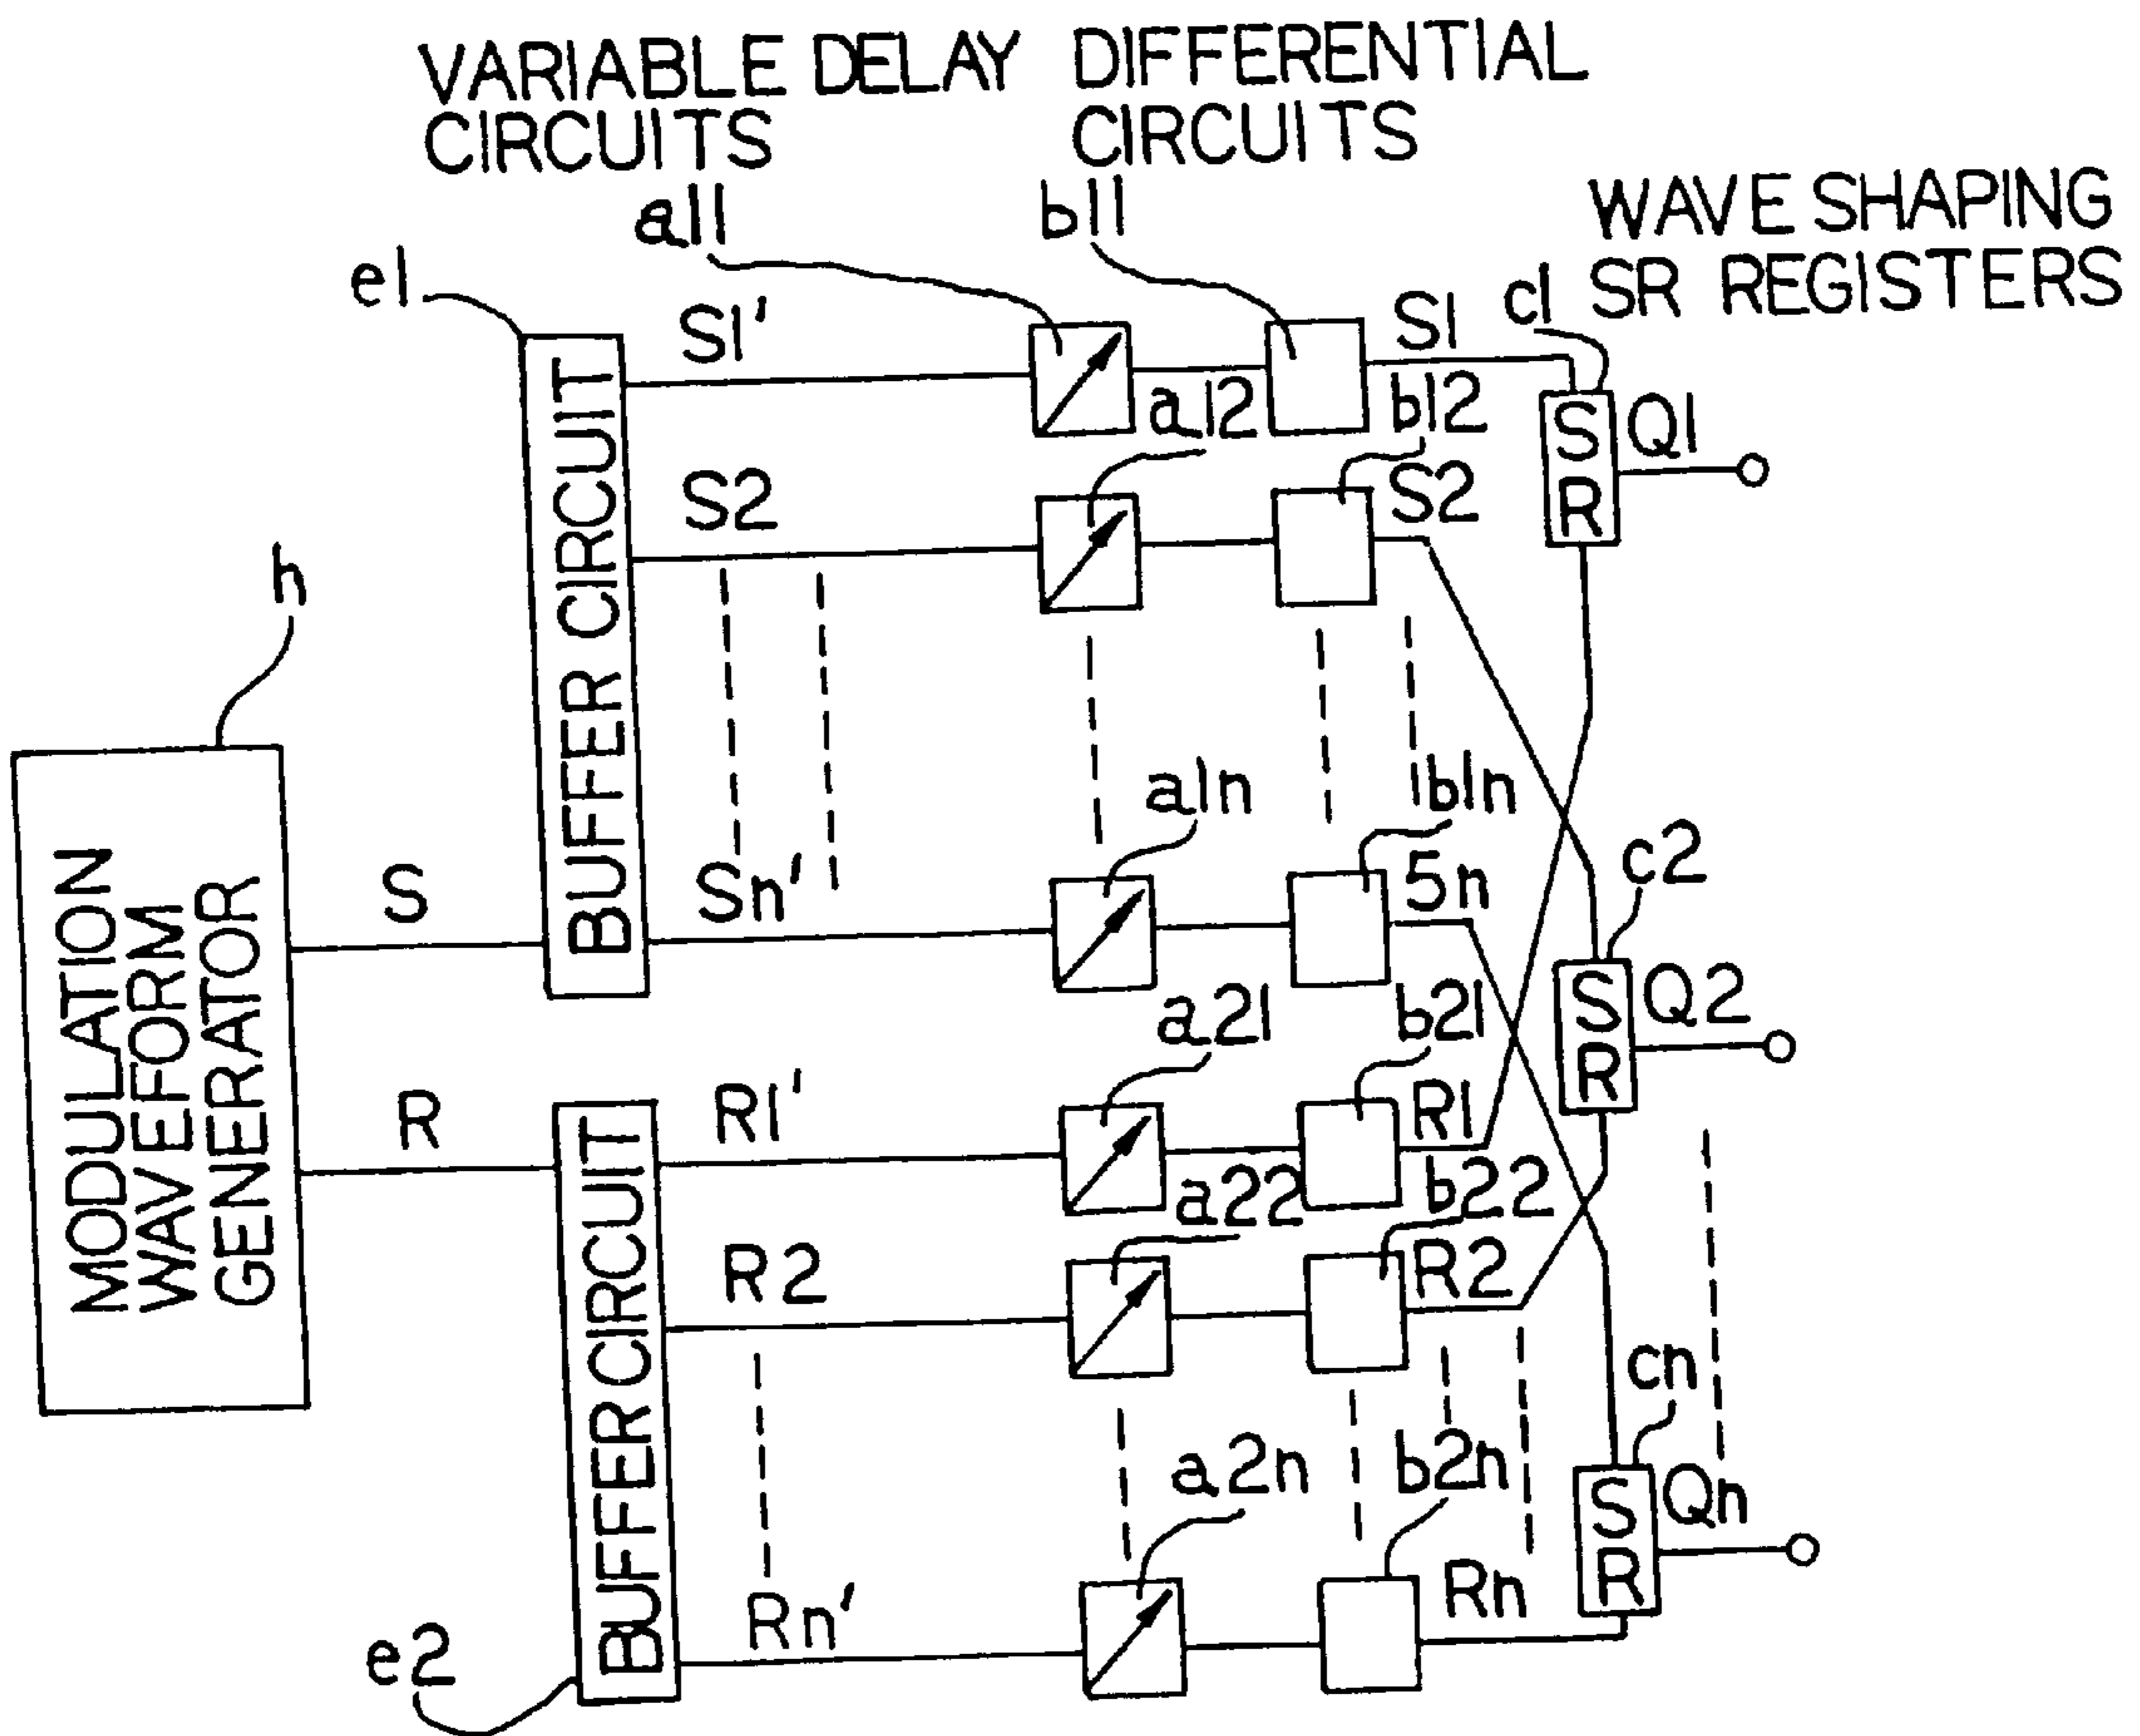 VARIABLE DELAY
CIRCUITS
DIFFERENTIAL
CIRCUITS
WAVE SHAPING
SR REGISTERS
a11
b11
c1
e1
S1'
S1
a12
b12
S
R
Q1
S2
S2
h
BUFFER CIRCUIT
a1n
b1n
Sn'
5n
c2
MODULATION
WAVEFORM
GENERATOR
S
a21
b21
S
R
Q2
R
R1'
R1
a22
b22
BUFFER CIRCUIT
R2
R2
cn
a2n
b2n
S
R
Qn
Rn'
Rn
e2